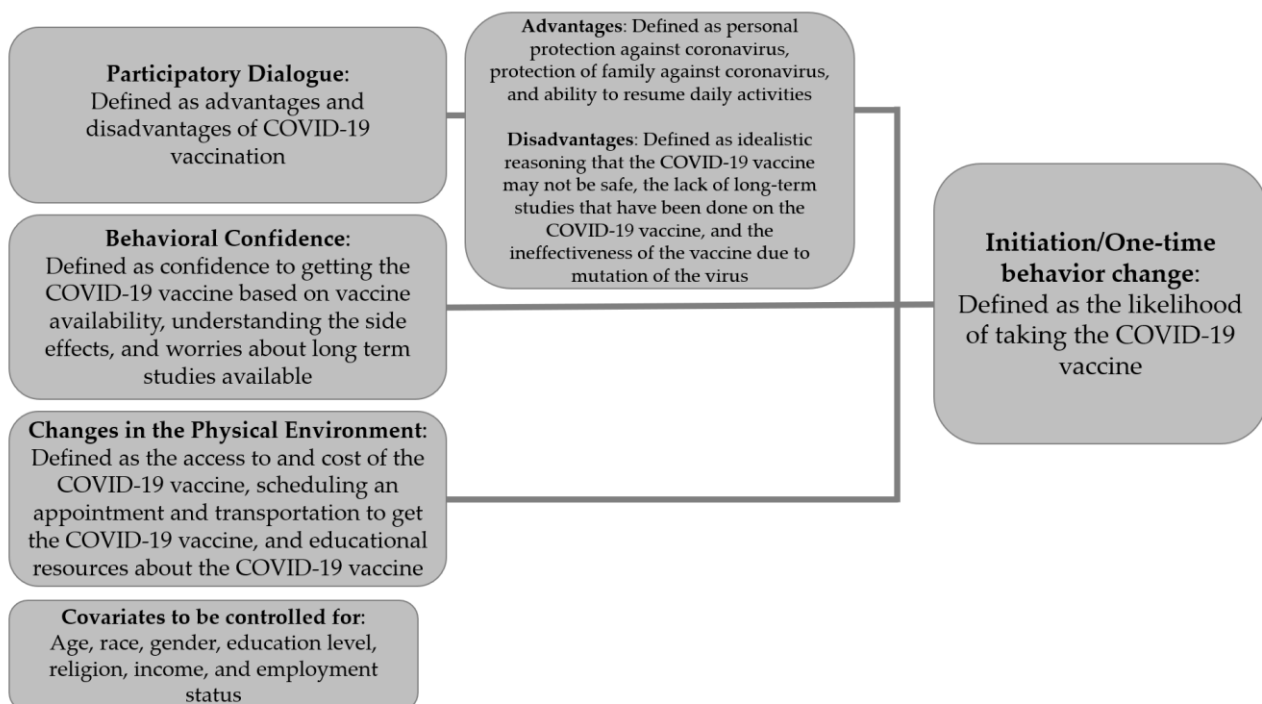 Participatory Dialogue:
Defined as advantages and
disadvantages of COVID-19
vaccination
Advantages: Defined as personal
protection against coronavirus,
protection of family against coronavirus,
and ability to resume daily activities
Disadvantages: Defined as idealistic
reasoning that the COVID-19 vaccine
may not be safe, the lack of long-term
studies that have been done on the
COVID-19 vaccine, and the
ineffectiveness of the vaccine due to
mutation of the virus
Behavioral Confidence:
Defined as confidence to getting the
COVID-19 vaccine based on vaccine
availability, understanding the side
effects, and worries about long term
studies available
Initiation/One-time
behavior change:
Defined as the likelihood
of taking the COVID-19
vaccine
Changes in the Physical Environment:
Defined as the access to and cost of the
COVID-19 vaccine, scheduling an
appointment and transportation to get
the COVID-19 vaccine, and educational
resources about the COVID-19 vaccine
Covariates to be controlled for:
Age, race, gender, education level,
religion, income, and employment
status